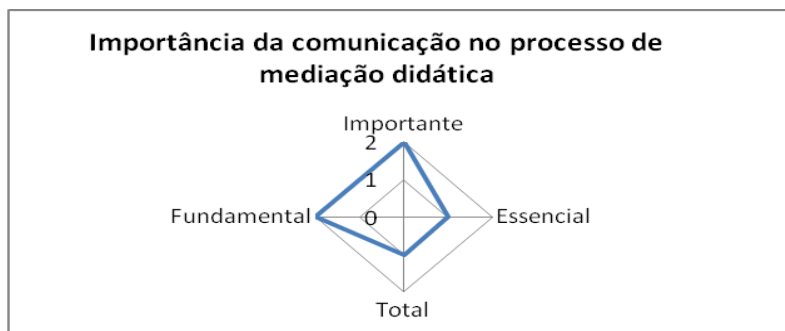 Importância da comunicação no processo de
mediação didática
Importante
2
1
Fundamental
0
Essencial
Total